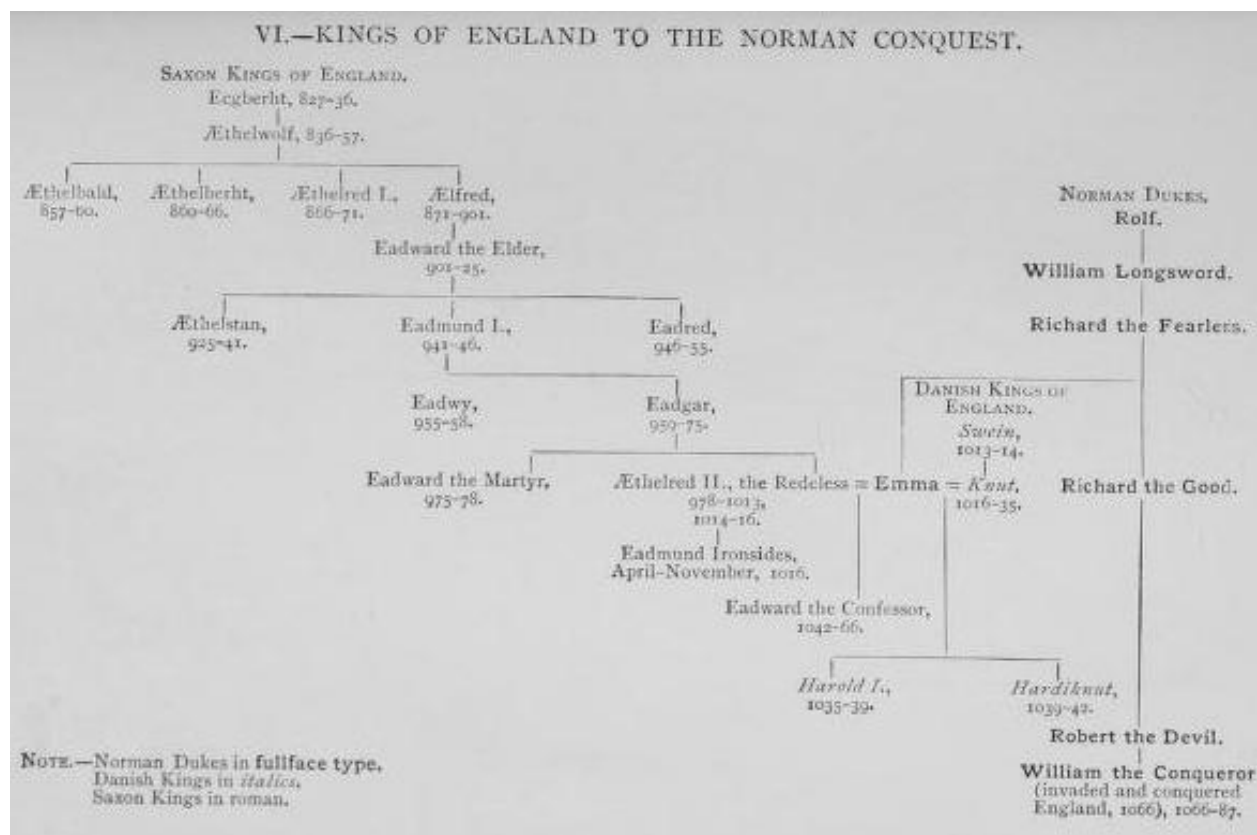 VI.—KINGS OF ENGLAND TO THE NORMAN CONQUEST.
SAXON KINGS OF ENGLAND.
Ecgberht, 827-36.
Æthelwolf, 836-57.
Æthelbald,
857-60.
Æthelberht,
860-66.
Æthelred I.,
866-71.
Ælfred,
871-901.
Eadward the Elder,
901-25.
Æthelstan,
925-41.
Eadmund I.,
941-46.
Eadred,
946-55.
Eadwy,
955-58.
Eadgar,
959-75.
Eadward the Martyr,
975-78.
Æthelred II., the Redeless = Emma = Knut,
978-1013,
1014-16.
1016-35.
Eadmund Ironsides,
April-November, 1016.
Eadward the Confessor,
1042-66.
Harold I.,
1035-39.
Hardiknut,
1039-42.
DANISH KINGS OF
ENGLAND.
Swein,
1013-14.
NORMAN DUKES.
Rolf.
William Longsword.
Richard the Fearless.
Richard the Good.
Robert the Devil.
William the Conqueror
(invaded and conquered
England, 1066), 1066-87.
NOTE.—Norman Dukes in fullface type.
Danish Kings in italics.
Saxon Kings in roman.